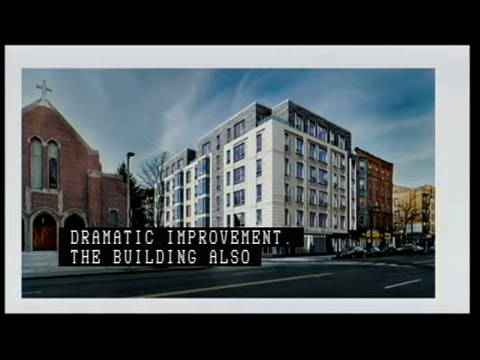 DRAMATIC IMPROVEMENT.
THE BUILDING ALSO